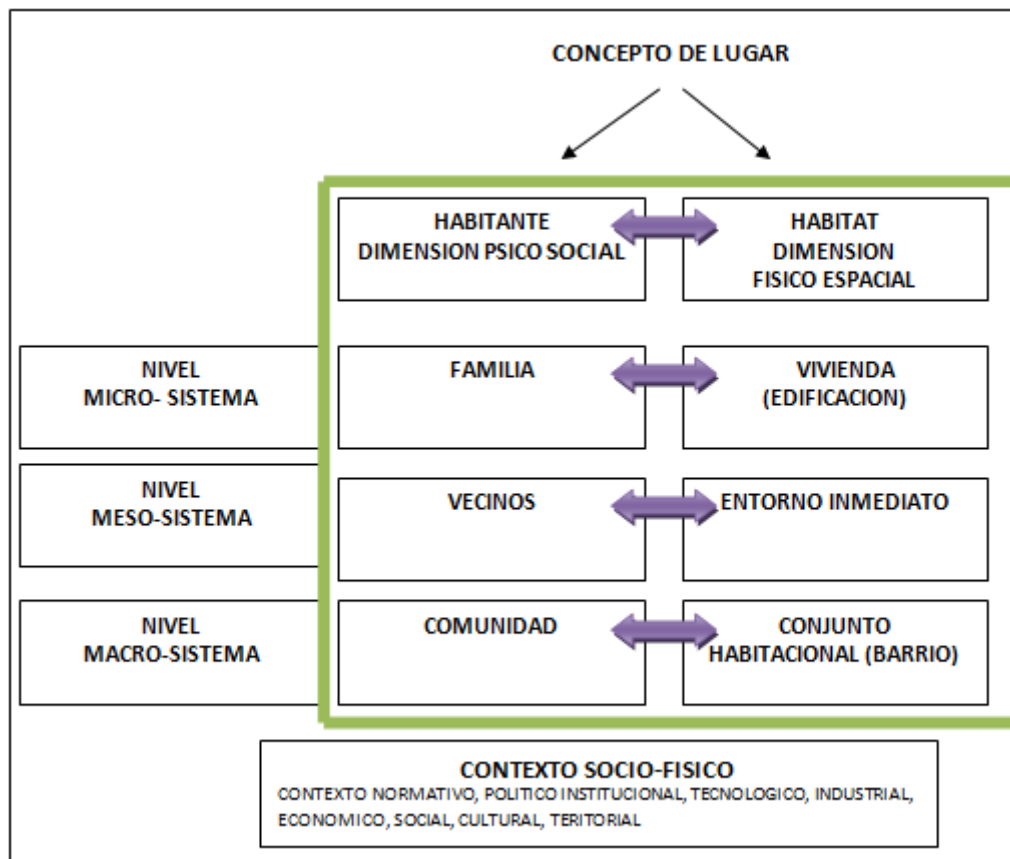 CONCEPTO DE LUGAR
HABITANTE
DIMENSION PSICO SOCIAL
HABITAT
DIMENSION
FISICO ESPACIAL
NIVEL
MICRO- SISTEMA
FAMILIA
VIVIENDA
(EDIFICACION)
NIVEL
MESO-SISTEMA
VECINOS
ENTORNO INMEDIATO
NIVEL
MACRO-SISTEMA
COMUNIDAD
CONJUNTO
HABITACIONAL (BARRIO)
CONTEXTO SOCIO-FISICO
CONTEXTO NORMATIVO, POLITICO INSTITUCIONAL, TECNOLOGICO, INDUSTRIAL,
ECONOMICO, SOCIAL, CULTURAL, TERITORIAL